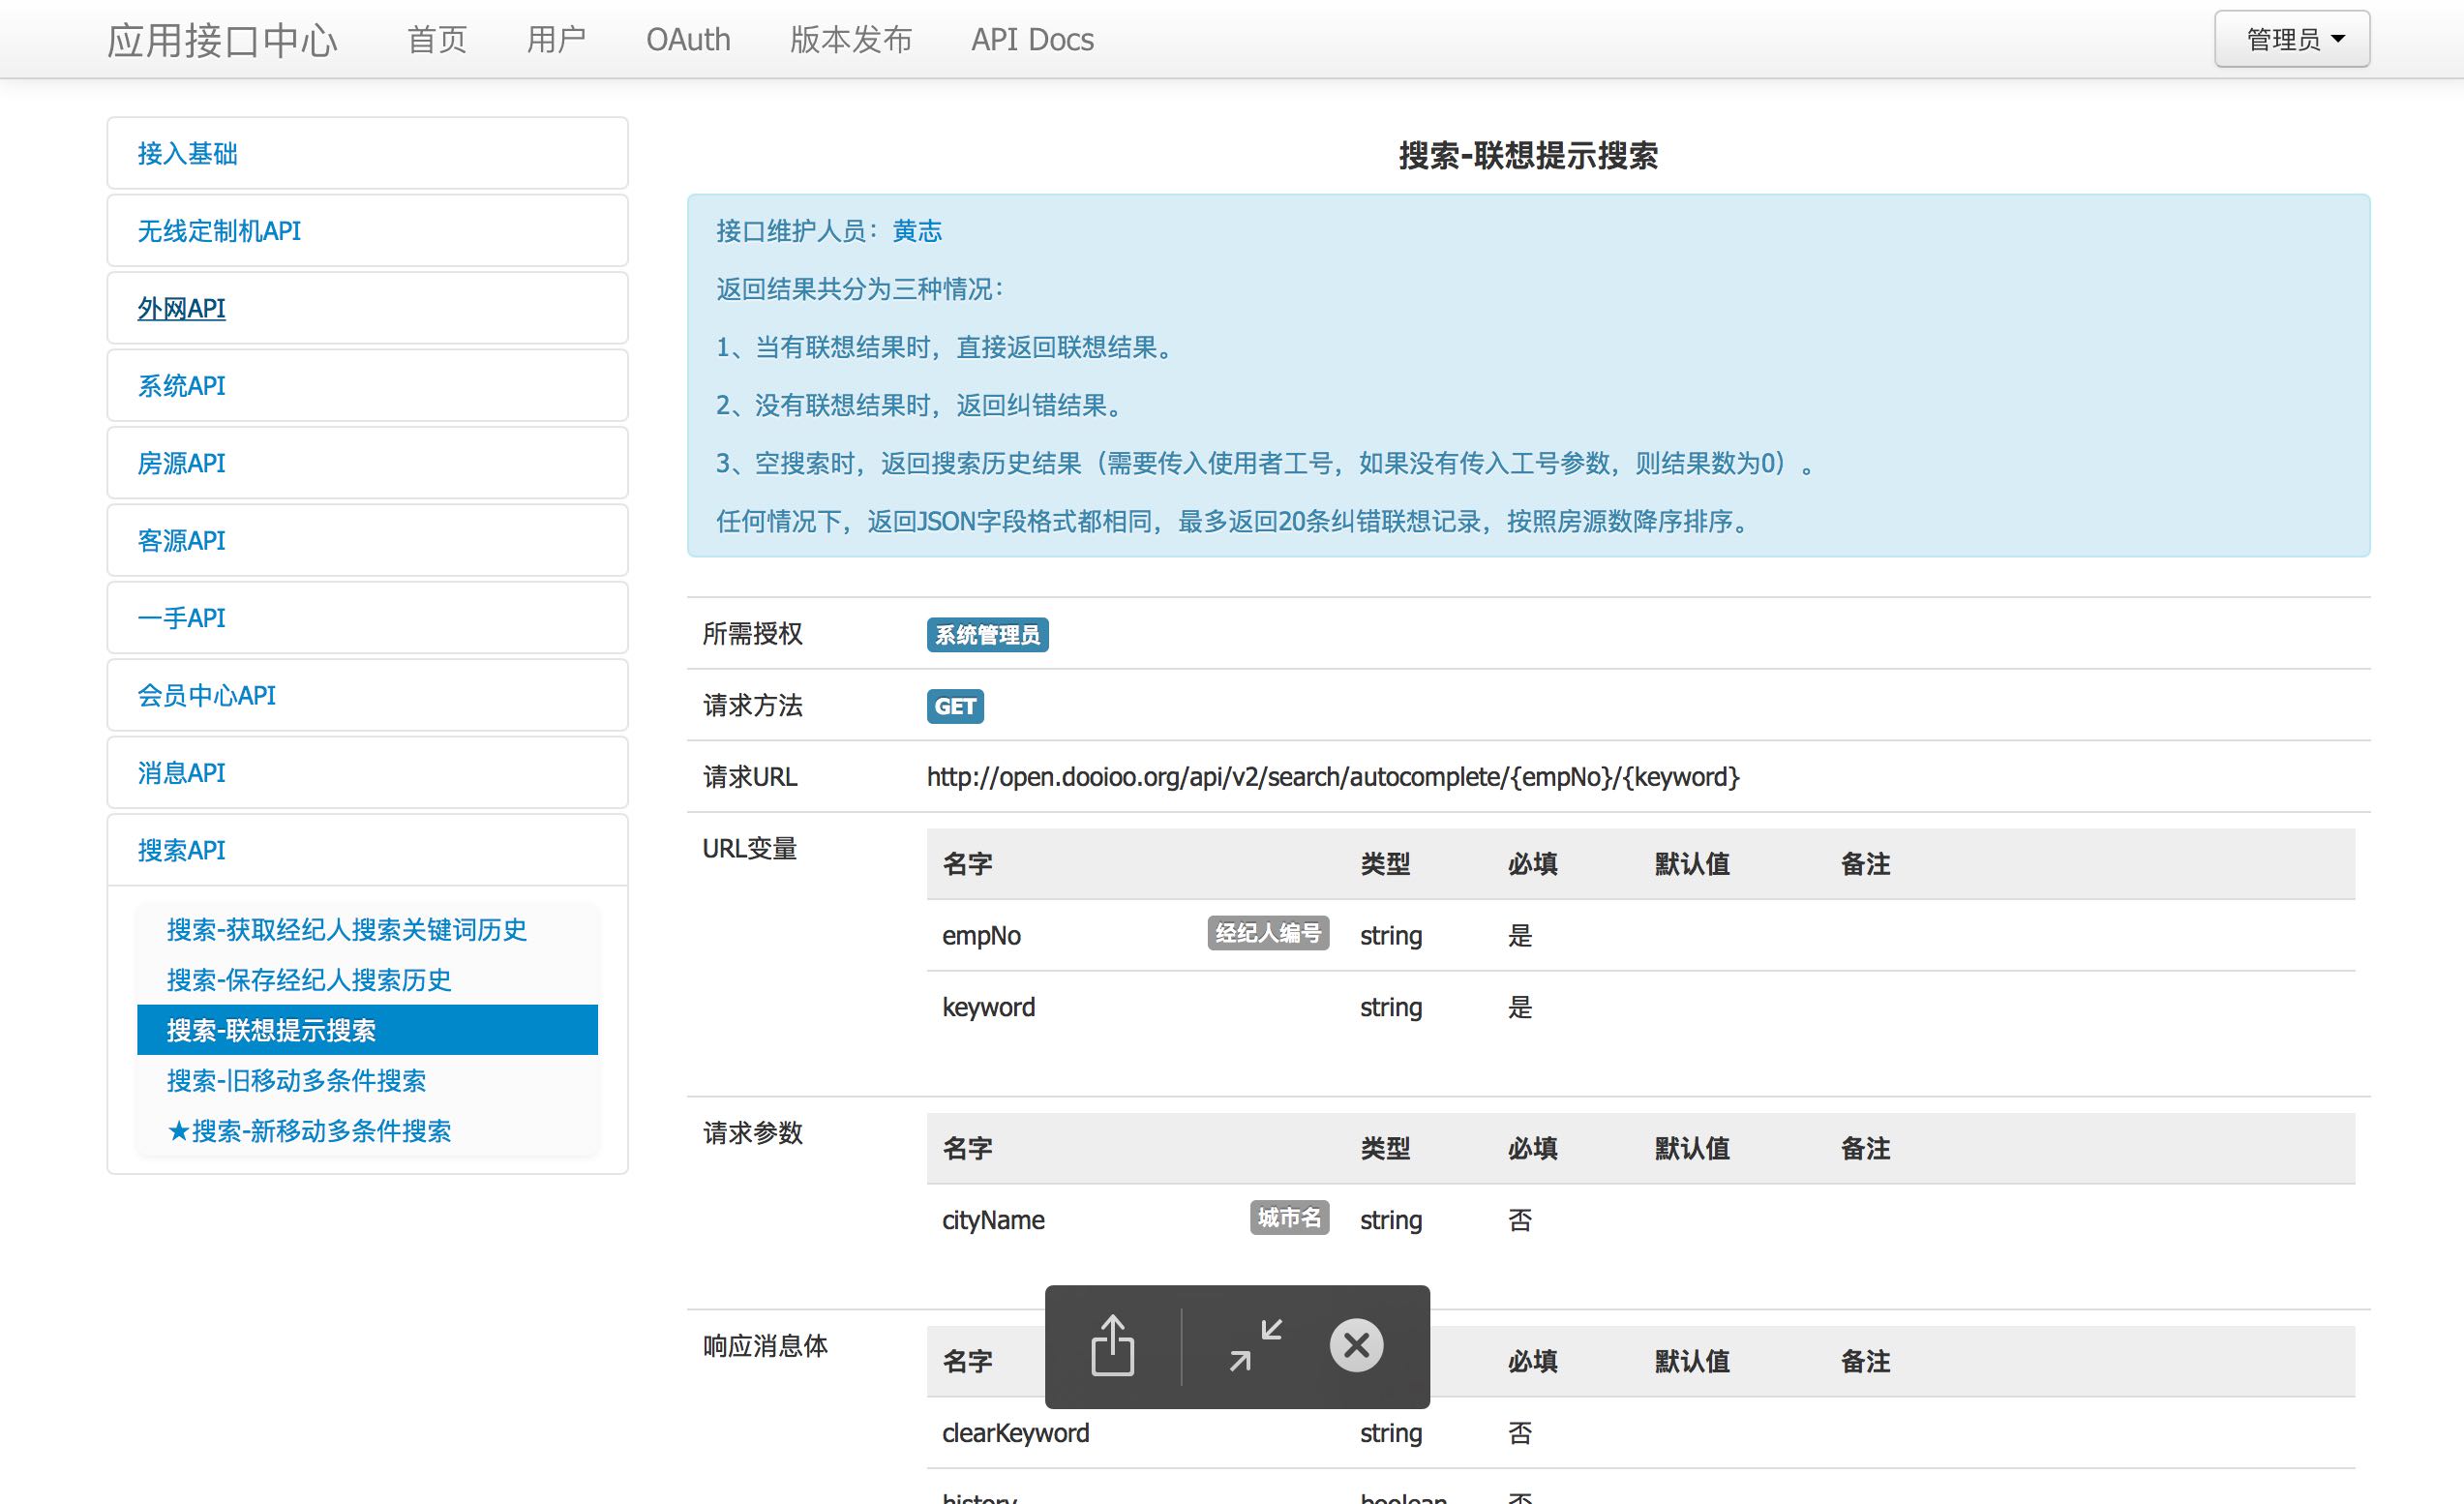 应用接口中心 首页 用户 OAuth 版本发布 API Docs 管理员
接入基础
无线定制机API
外网API
系统API
房源API
客源API
一手API
会员中心API
消息API
搜索API
搜索-获取经纪人搜索关键词历史
搜索-保存经纪人搜索历史
搜索-联想提示搜索
搜索-旧移动多条件搜索
★搜索-新移动多条件搜索
搜索-联想提示搜索
接口维护人员：黄志
返回结果共分为三种情况：
1、当有联想结果时，直接返回联想结果。
2、没有联想结果时，返回纠错结果。
3、空搜索时，返回搜索历史结果（需要传入使用者工号，如果没有传入工号参数，则结果数为0）。
任何情况下，返回JSON字段格式都相同，最多返回20条纠错联想记录，按照房源数降序排序。
所需授权 系统管理员
请求方法 GET
请求URL http://open.dooioo.org/api/v2/search/autocomplete/{empNo}/{keyword}
URL变量 名字 类型 必填 默认值 备注
empNo 经纪人编号 string 是
keyword string 是
请求参数 名字 类型 必填 默认值 备注
cityName 城市名 string 否
响应消息体 名字 必填 默认值 备注
clearKeyword string 否
history boolean 否